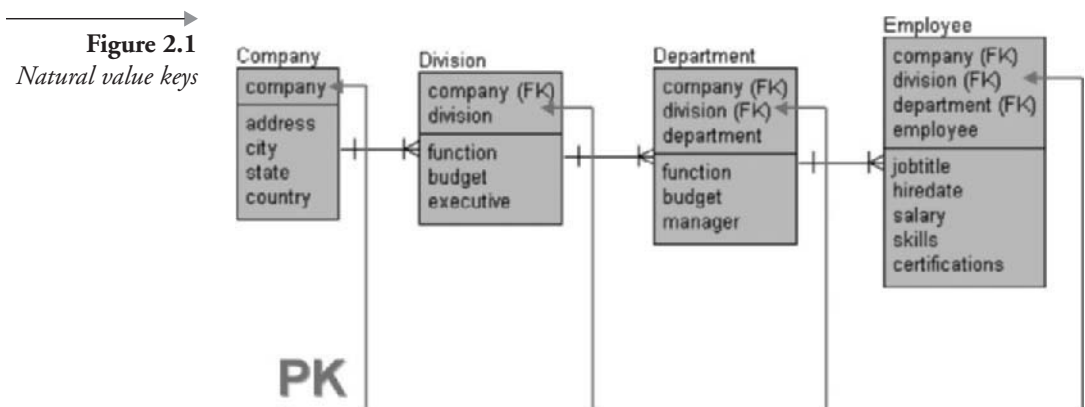 Figure 2.1
Natural value keys
Company
company
address
city
state
country
Division
company (FK)
division
function
budget
executive
Department
company (FK)
division (FK)
department
function
budget
manager
Employee
company (FK)
division (FK)
department (FK)
employee
jobtitle
hiredate
salary
skills
certifications
PK